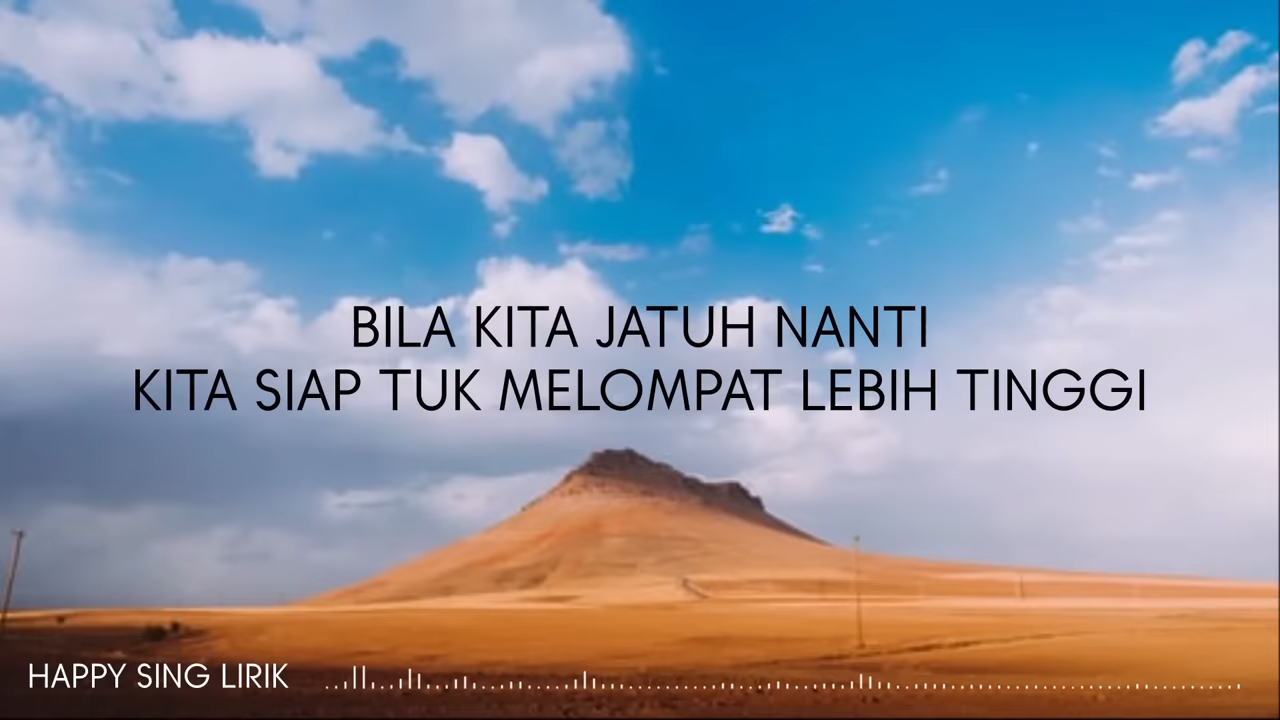 BILA KITA JATUH NANTI
KITA SIAP TUK MELOMPAT LEBIH TINGGI
HAPPY SING LIRIK